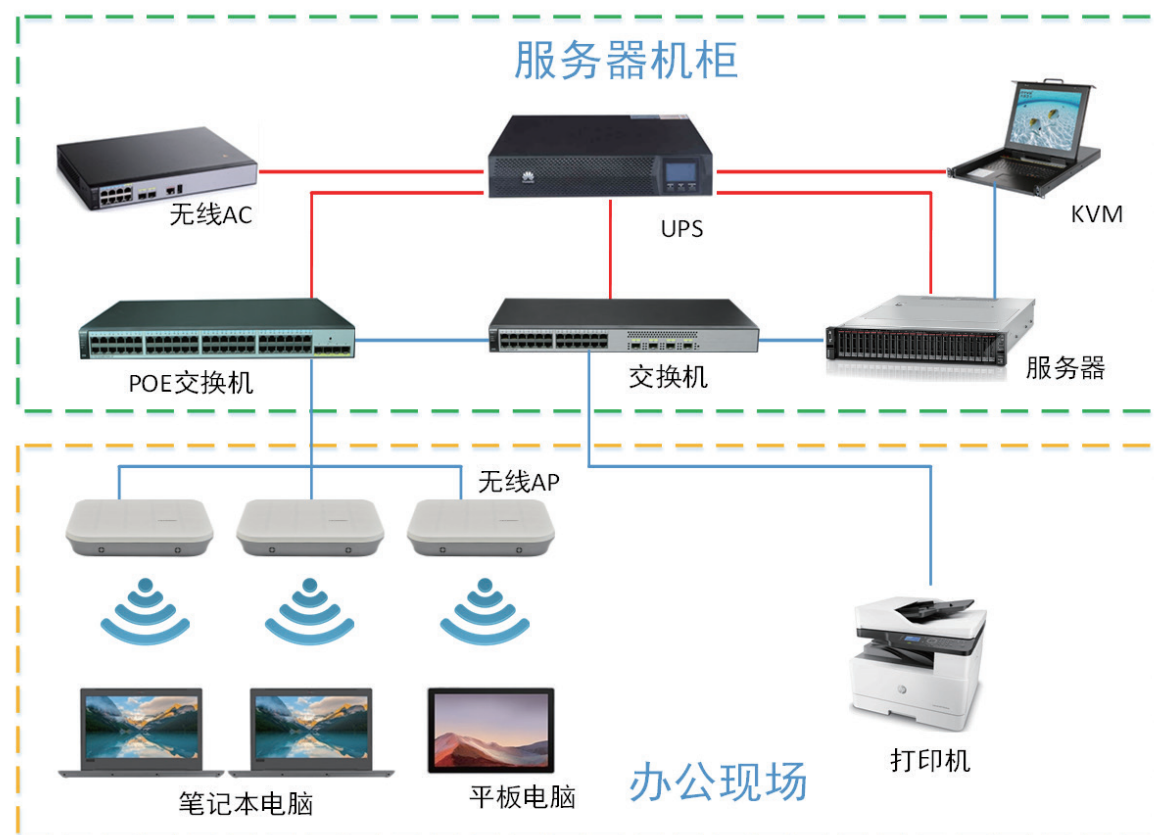 服务器机柜
无线AC
UPS
KVM
POE交换机
交换机
服务器
无线AP
笔记本电脑
平板电脑
打印机
办公现场